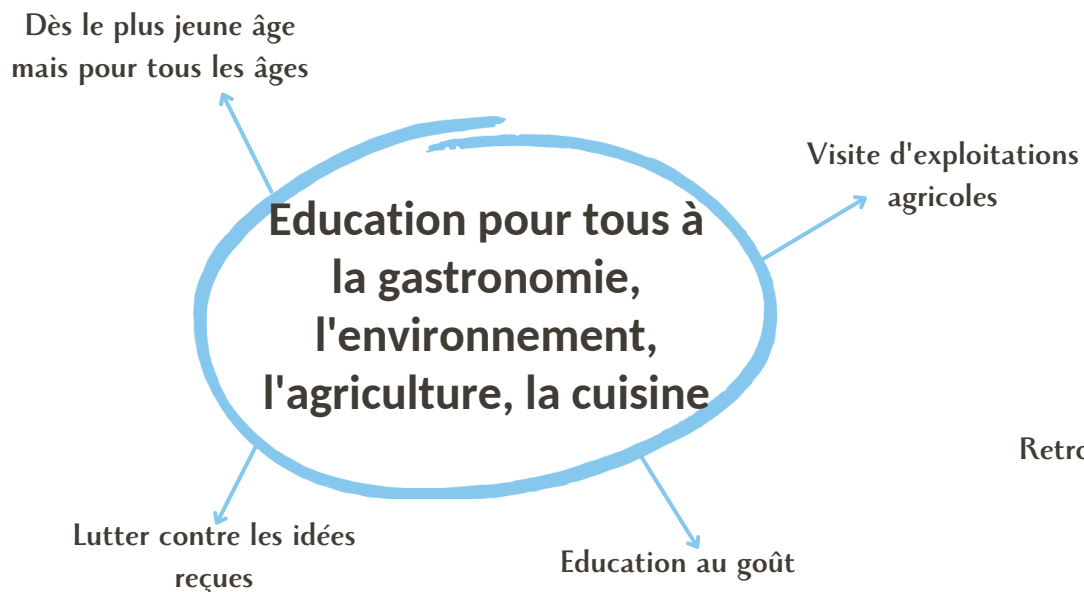 Dès le plus jeune âge
mais pour tous les âges
Visite d'exploitations
agricoles
Education pour tous à
la gastronomie,
l'environnement,
l'agriculture, la cuisine
Lutter contre les idées
reçues
Education au goût